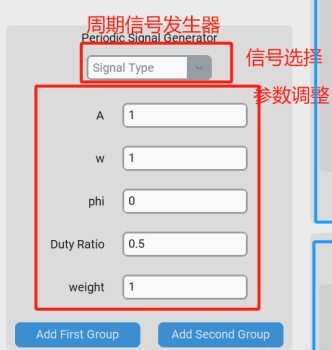 周期信号发生器
Periodic Signal Generator
Signal Type
信号选择
参数调整
A 1
w 1
phi 0
Duty Ratio 0.5
weight 1
Add First Group Add Second Group